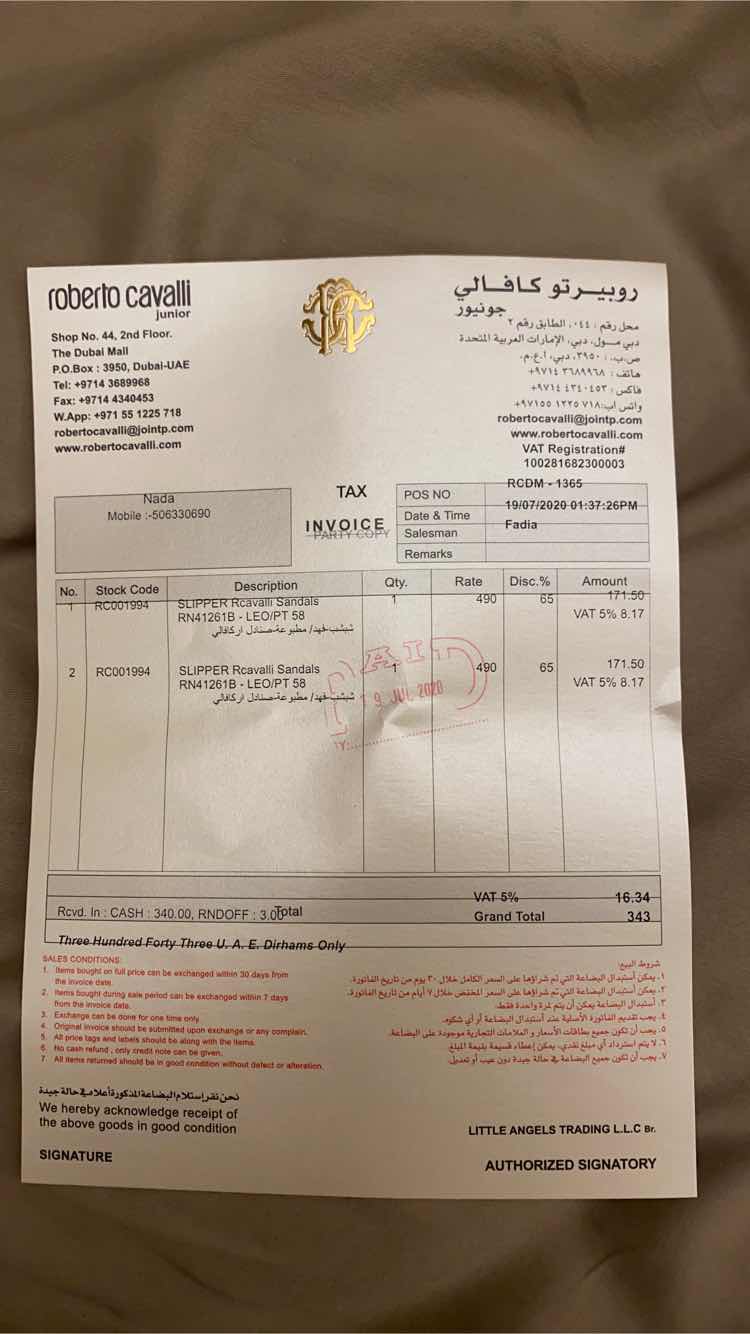 roberto cavalli
junior
Shop No. 44, 2nd Floor.
The Dubai Mall
P.O.Box : 3950, Dubai-UAE
Tel: +9714 3689968
Fax: +9714 4340453
W.App: +971 55 1225 718
robertocavalli@jointp.com
www.robertocavalli.com
روبيرتو كافالي
جونيور
محل رقم : ٠٤٤، الطابق رقم ٢
دبي مول، دبي، الإمارات العربية المتحدة
ص.ب. : ٣٩٥٠، دبي، أ.ع.م.
هاتف : ٣٦٨٩٩٦٨ ٩٧١٤+
فاكس : ٤٣٤٠٤٥٣ ٩٧١٤+
واتس اب: ٧١٨ ١٢٢٥ ٩٧١٥٥+
robertocavalli@jointp.com
www.robertocavalli.com
VAT Registration#
100281682300003
Nada
Mobile :-506330690
TAX
INVOICE
PARTY COPY
POS NO RCDM - 1365
Date & Time 19/07/2020 01:37:26PM
Salesman Fadia
Remarks
No. Stock Code Description Qty. Rate Disc.% Amount
1 RC001994 SLIPPER Rcavalli Sandals 1 490 65 171.50
RN41261B - LEO/PT 58 VAT 5% 8.17
شبشب-فهد/ مطبوعة-صنادل اركافالي
2 RC001994 SLIPPER Rcavalli Sandals 1 490 65 171.50
RN41261B - LEO/PT 58 VAT 5% 8.17
شبشب-فهد/ مطبوعة-صنادل اركافالي
PAID
19 JUL 2020
VAT 5% 16.34
Rcvd. In : CASH : 340.00, RNDOFF : 3.00 Total Grand Total 343
Three Hundred Forty Three U. A. E. Dirhams Only
SALES CONDITIONS:
1. Items bought on full price can be exchanged within 30 days from
the invoice date.
2. Items bought during sale period can be exchanged within 7 days
from the invoice date.
3. Exchange can be done for one time only.
4. Original invoice should be submitted upon exchange or any complain.
5. All price tags and labels should be along with the items.
6. No cash refund , only credit note can be given.
7 All items returned should be in good condition without defect or alteration.
شروط البيع:
١. يمكن أستبدال البضاعة التي تم شراؤها على السعر الكامل خلال ٣٠ يوم من تاريخ الفاتورة.
٢. يمكن أستبدال البضاعة التي تم شراؤها على السعر المخفض خلال ٧ أيام من تاريخ الفاتورة.
٣. أستبدال البضاعة يمكن أن يتم مرة واحدة فقط.
٤. يجب تقديم الفاتورة الأصلية عند أستبدال البضاعة أو أي شكوه.
٥. يجب أن تكون جميع بطاقات الأسعار و العلامات التجارية موجودة على البضاعة.
٦. لا يتم استرداد أي مبلغ نقدي، يمكن إعطاء قسيمة بقيمة المبلغ.
٧. يجب أن تكون جميع البضاعة في حالة جيدة دون عيب أو تعديل.
نحن نقر إستلام البضاعة المذكورة أعلاه في حالة جيدة
We hereby acknowledge receipt of
the above goods in good condition
LITTLE ANGELS TRADING L.L.C Br.
SIGNATURE
AUTHORIZED SIGNATORY